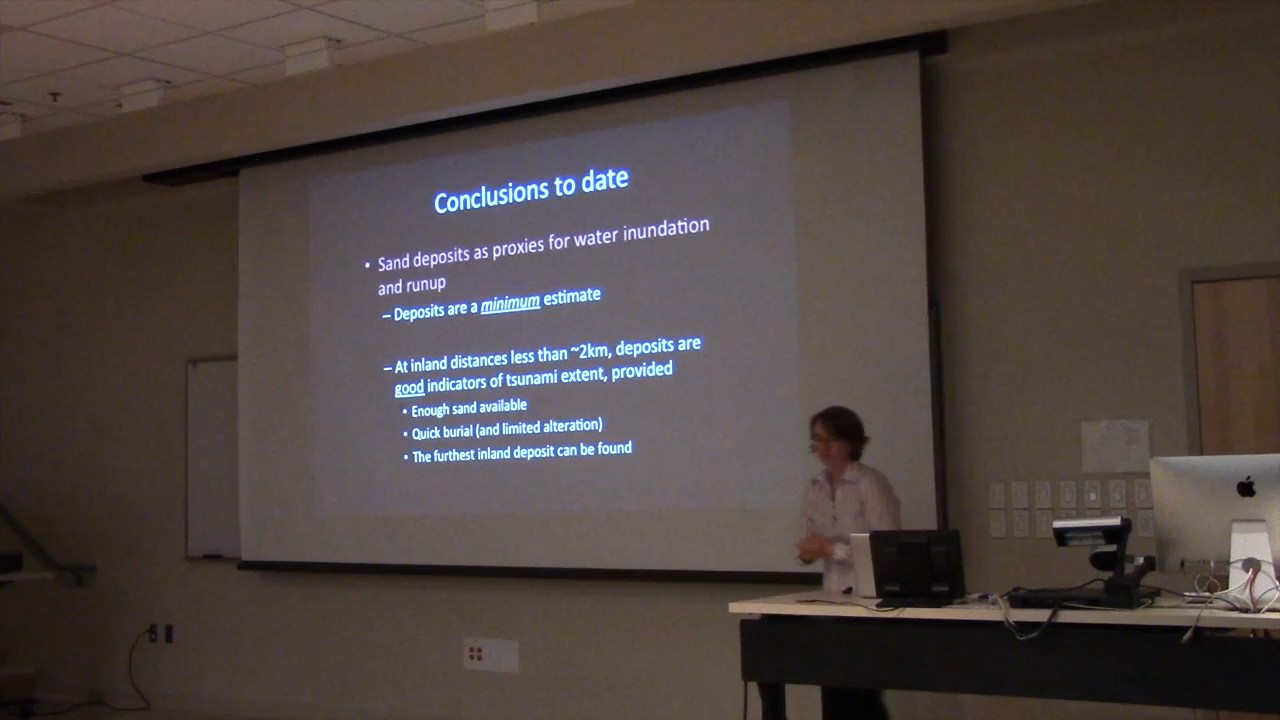 Conclusions to date
• Sand deposits as proxies for water inundation
and runup
– Deposits are a minimum estimate
– At inland distances less than ~2km, deposits are
good indicators of tsunami extent, provided
• Enough sand available
• Quick burial (and limited alteration)
• The furthest inland deposit can be found